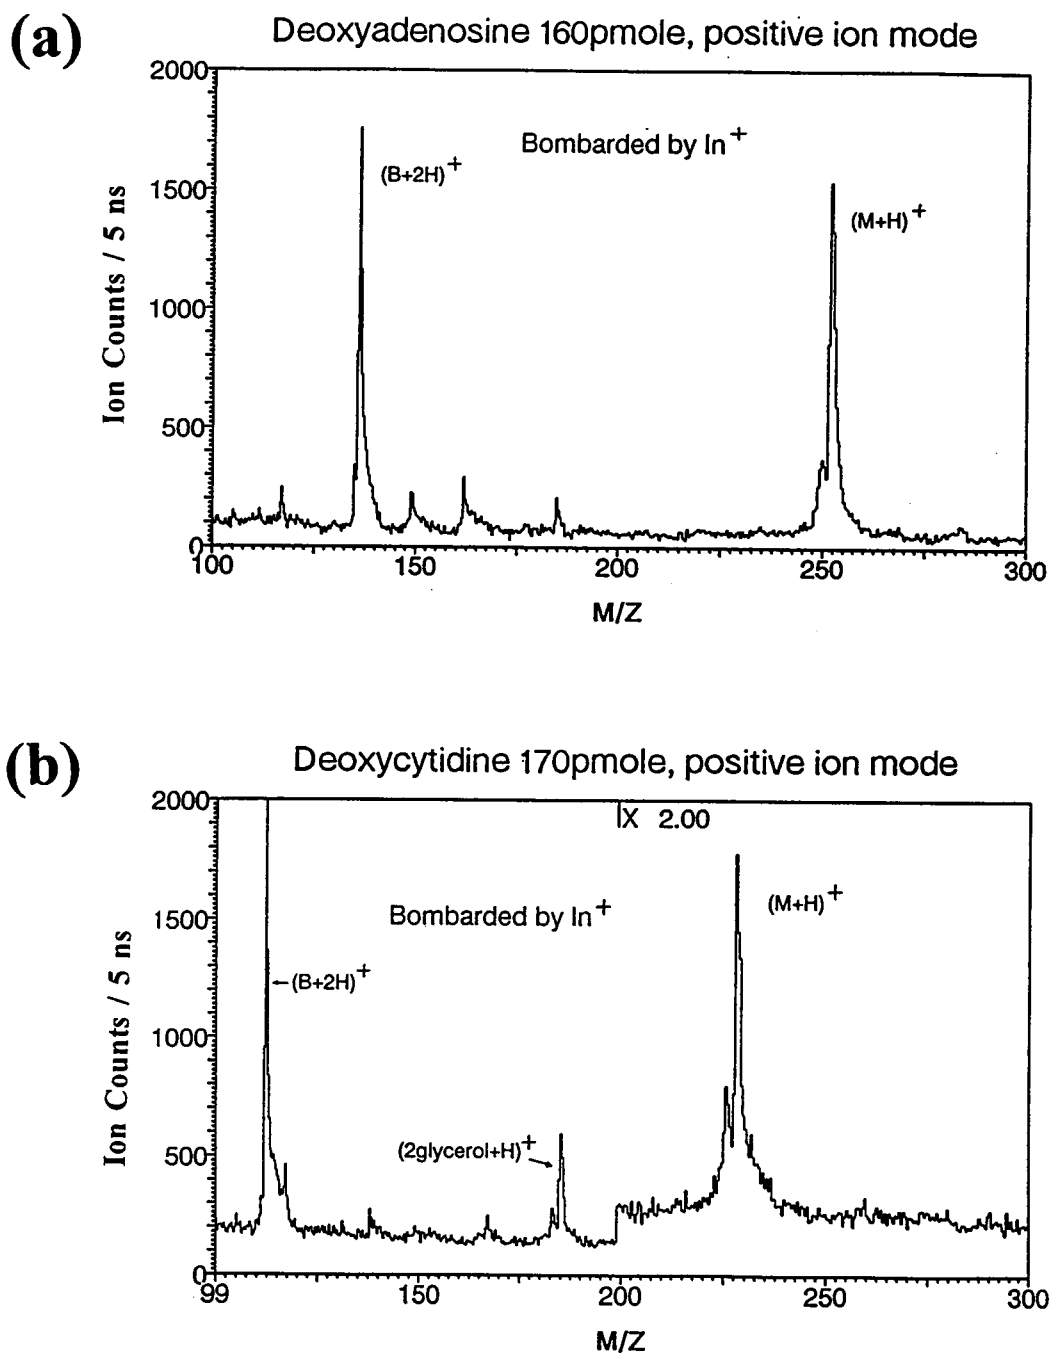 (a)
Deoxyadenosine 160pmole, positive ion mode
2000
Bombarded by In+
(B+2H)+
1500
(M+H)+
Ion Counts / 5 ns
1000
500
0
100 150 200 250 300
M/Z
(b)
Deoxycytidine 170pmole, positive ion mode
2000
X 2.00
Bombarded by In+
(M+H)+
1500
(B+2H)+
Ion Counts / 5 ns
1000
(2glycerol+H)+
500
0
99 150 200 250 300
M/Z